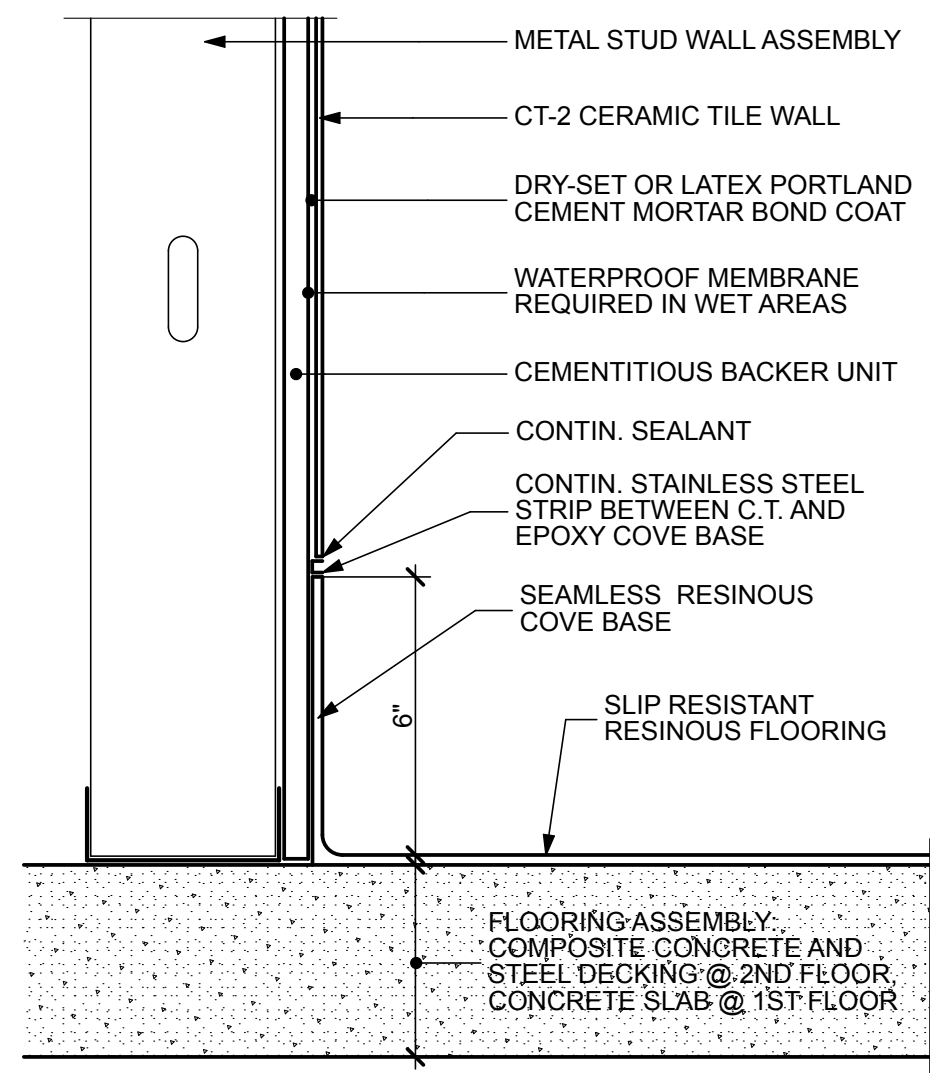 METAL STUD WALL ASSEMBLY
CT-2 CERAMIC TILE WALL
DRY-SET OR LATEX PORTLAND
CEMENT MORTAR BOND COAT
WATERPROOF MEMBRANE
REQUIRED IN WET AREAS
CEMENTITIOUS BACKER UNIT
CONTIN. SEALANT
CONTIN. STAINLESS STEEL
STRIP BETWEEN C.T. AND
EPOXY COVE BASE
SEAMLESS RESINOUS
COVE BASE
6"
SLIP RESISTANT
RESINOUS FLOORING
FLOORING ASSEMBLY:
COMPOSITE CONCRETE AND
STEEL DECKING @ 2ND FLOOR,
CONCRETE SLAB @ 1ST FLOOR